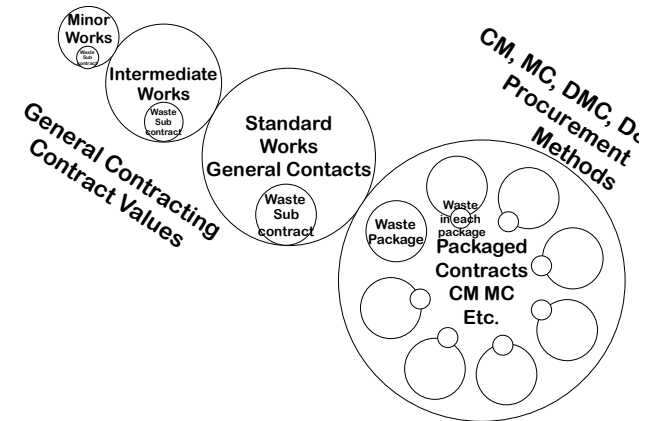 Minor
Works
Waste
Sub
contract
Intermediate
Works
Waste
Sub
contract
Standard
Works
General Contacts
Waste
Sub
contract
General Contracting
Contract Values
CM, MC, DMC,
Procurement
Methods
Waste
in each
package
Waste
Package
Packaged
Contracts
CM MC
Etc.